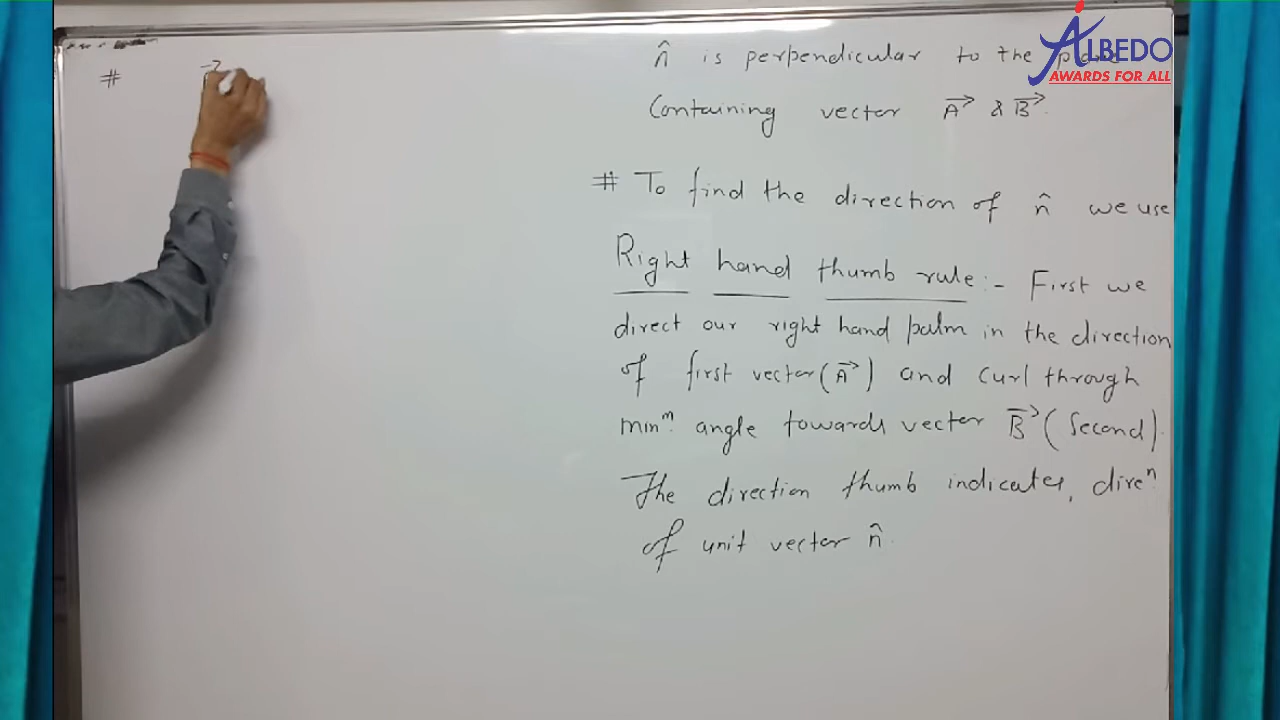 #
n̂ is perpendicular to the plane
Containing vector A⃗ & B⃗.
# To find the direction of n̂ we use
Right hand thumb rule:- First we
direct our right hand palm in the direction
of first vector (A⃗) and curl through
minᵐ. angle towards vector B⃗ (second).
The direction thumb indicates, direⁿ
of unit vector n̂.
ALBEDO
AWARDS FOR ALL